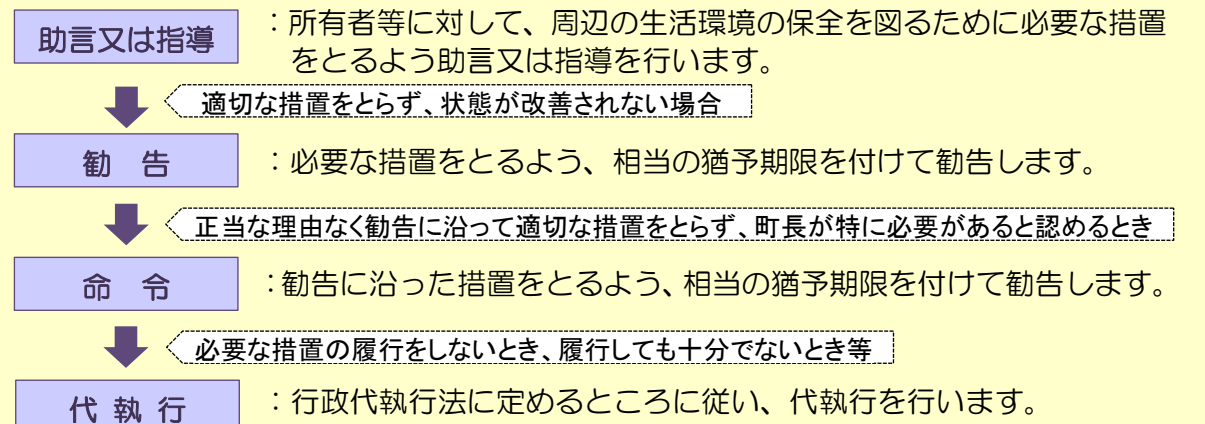 助言又は指導
：所有者等に対して、周辺の生活環境の保全を図るために必要な措置
をとるよう助言又は指導を行います。
適切な措置をとらず、状態が改善されない場合
勧　告
：必要な措置をとるよう、相当の猶予期限を付けて勧告します。
正当な理由なく勧告に沿って適切な措置をとらず、町長が特に必要があると認めるとき
命　令
：勧告に沿った措置をとるよう、相当の猶予期限を付けて勧告します。
必要な措置の履行をしないとき、履行しても十分でないとき等
代 執 行
：行政代執行法に定めるところに従い、代執行を行います。